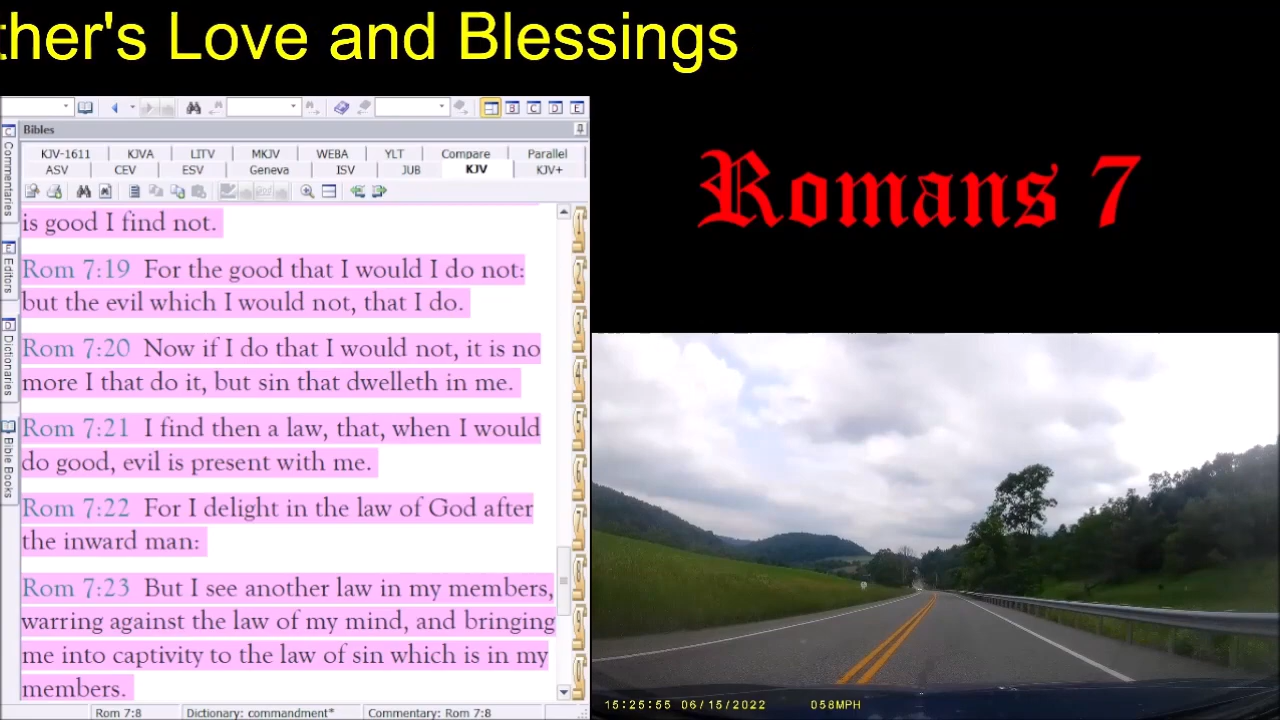 ther's Love and Blessings
Bibles
KJV-1611 KJVA LITV MKJV WEBA YLT Compare Parallel
ASV CEV ESV Geneva ISV JUB KJV KJV+
Commentaries
Editors
Dictionaries
Bible Books
is good I find not.
Rom 7:19 For the good that I would I do not:
but the evil which I would not, that I do.
Rom 7:20 Now if I do that I would not, it is no
more I that do it, but sin that dwelleth in me.
Rom 7:21 I find then a law, that, when I would
do good, evil is present with me.
Rom 7:22 For I delight in the law of God after
the inward man:
Rom 7:23 But I see another law in my members,
warring against the law of my mind, and bringing
me into captivity to the law of sin which is in my
members.
Rom 7:8 Dictionary: commandment* Commentary: Rom 7:8
Romans 7
15:25:55 06/15/2022 058MPH